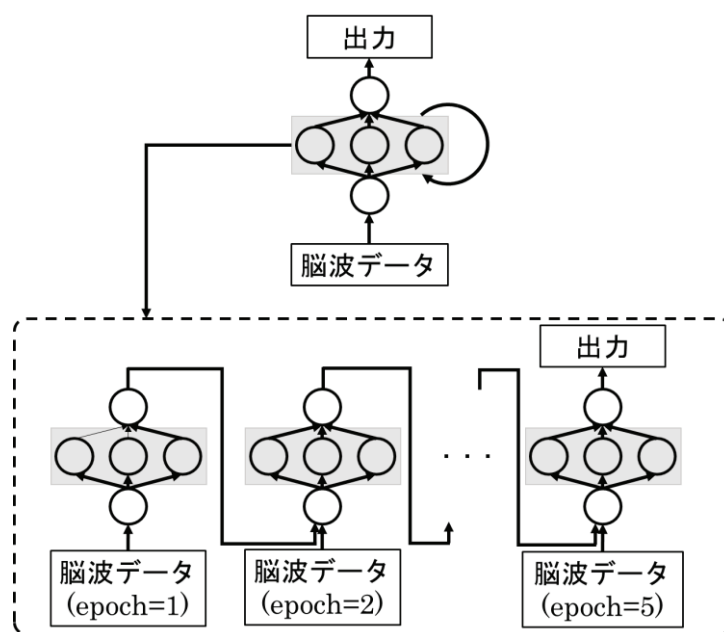 出力
脳波データ
出力
・・・
脳波データ
(epoch=1)
脳波データ
(epoch=2)
脳波データ
(epoch=5)